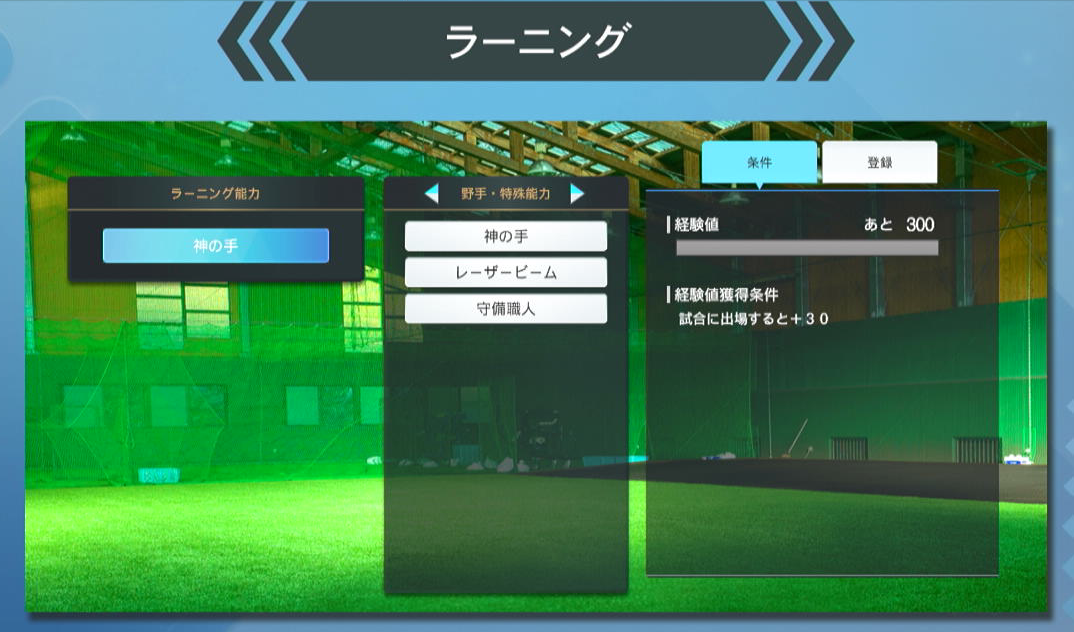 ラーニング
ラーニング能力
神の手
野手・特殊能力
神の手
レーザービーム
守備職人
条件
登録
経験値 あと 300
経験値獲得条件
試合に出場すると＋３０